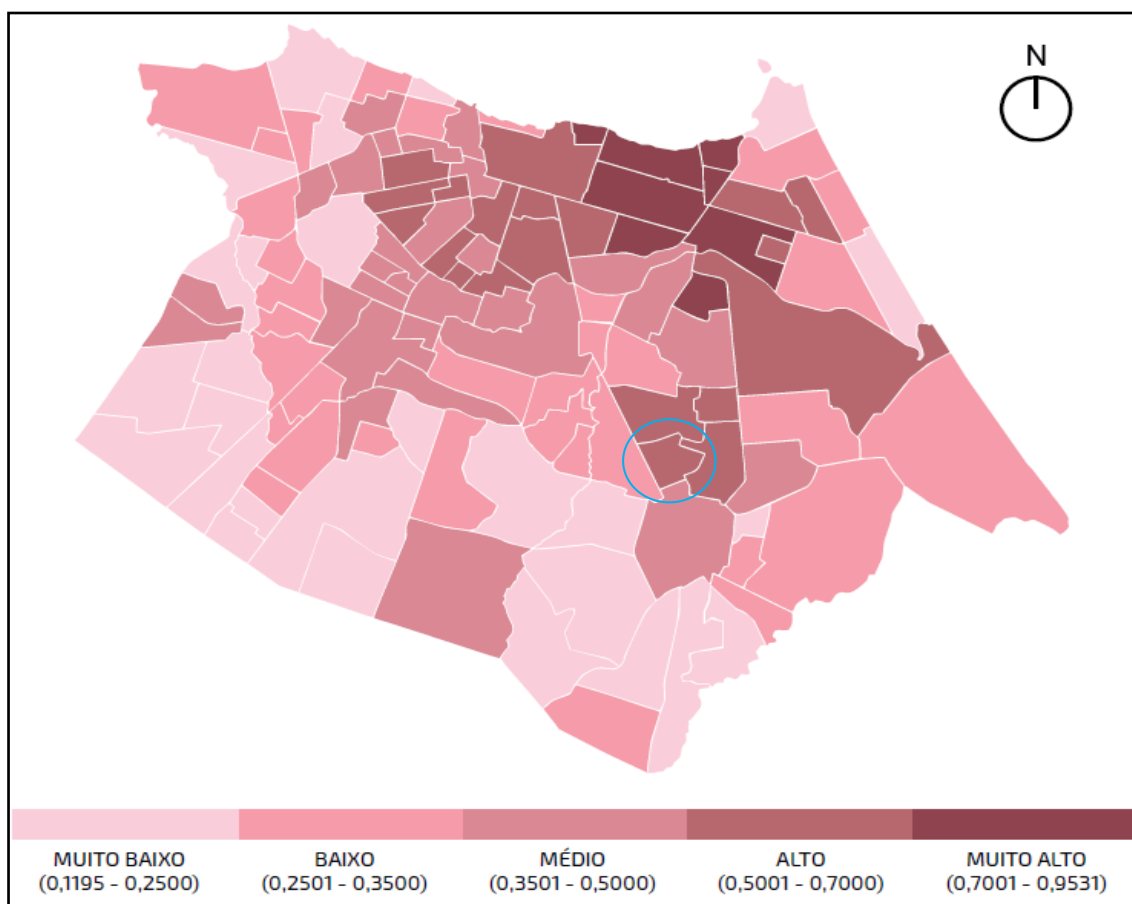 N
MUITO BAIXO
(0,1195 - 0,2500)
BAIXO
(0,2501 - 0,3500)
MÉDIO
(0,3501 - 0,5000)
ALTO
(0,5001 - 0,7000)
MUITO ALTO
(0,7001 - 0,9531)